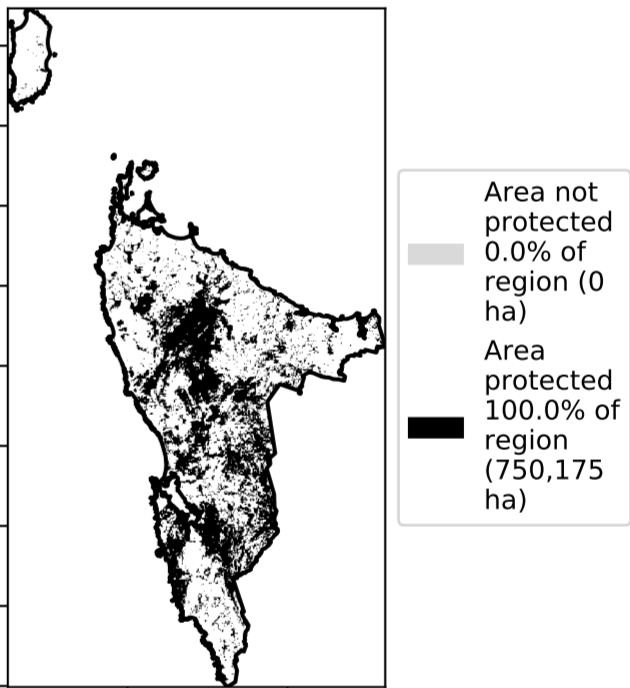 Area not
protected
0.0% of
region (0
ha)
Area
protected
100.0% of
region
(750,175
ha)